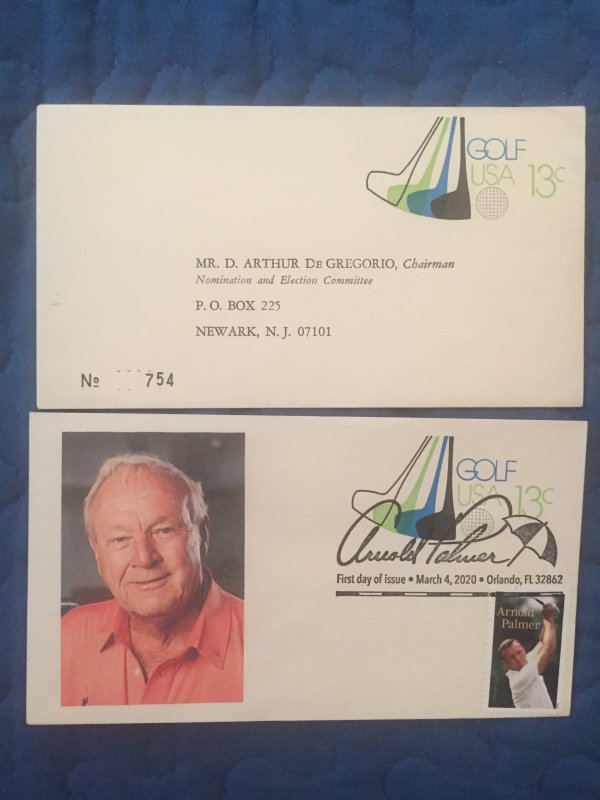 GOLF
USA 13c
MR. D. ARTHUR DE GREGORIO, Chairman
Nomination and Election Committee
P. O. BOX 225
NEWARK, N. J. 07101
No 754
GOLF
USA 13c
Arnold Palmer
First day of issue • March 4, 2020 • Orlando, FL 32862
Arnold
Palmer